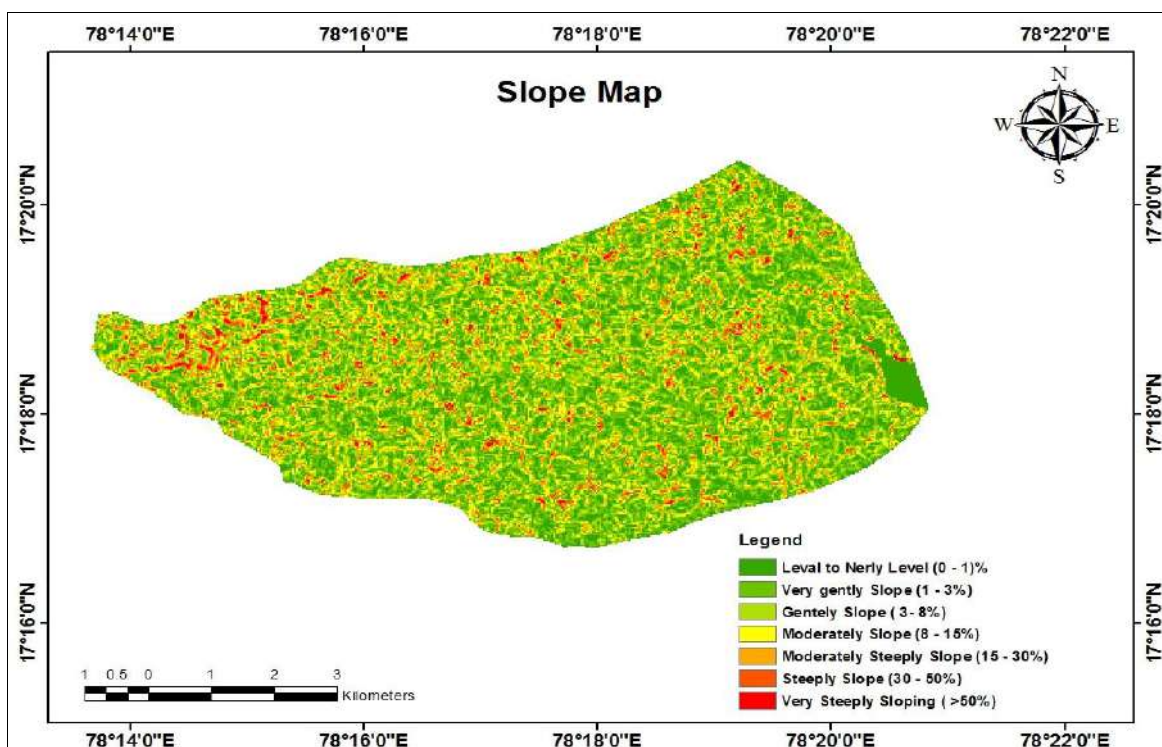 78°14'0"E 78°16'0"E 78°18'0"E 78°20'0"E 78°22'0"E
Slope Map
N
W E
S
17°20'0"N 17°20'0"N
17°18'0"N 17°18'0"N
17°16'0"N 17°16'0"N
Legend
Leval to Nerly Level (0 - 1)%
Very gently Slope (1 - 3%)
Gentely Slope ( 3- 8%)
Moderately Slope (8 - 15%)
Moderately Steeply Slope (15 - 30%)
Steeply Slope (30 - 50%)
Very Steeply Sloping ( >50%)
1 0.5 0 1 2 3
Kilometers
78°14'0"E 78°16'0"E 78°18'0"E 78°20'0"E 78°22'0"E